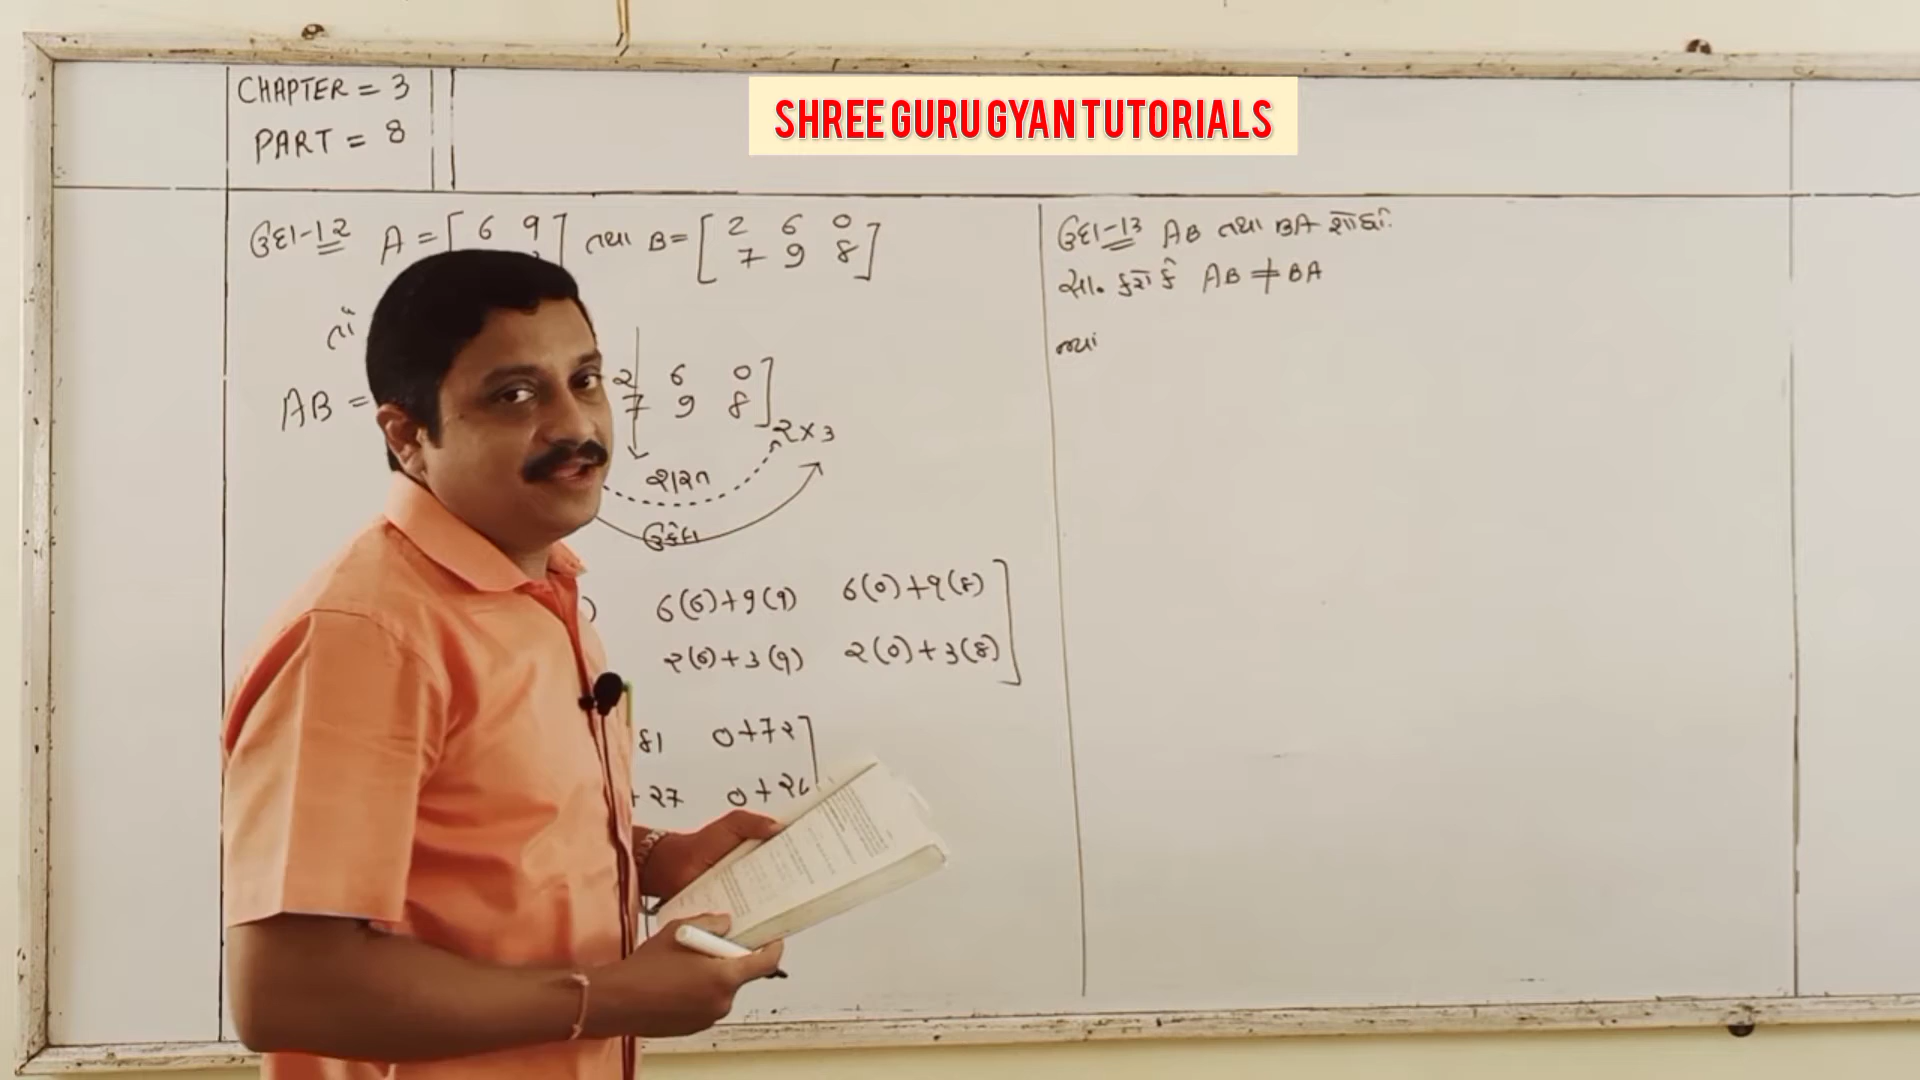 CHAPTER = 3
PART = 8
SHREE GURU GYAN TUTORIALS
ઉદા-12 A = [ 6 9 ] તથા B = [ 2 6 0
7 9 8 ]
તો
AB = 2 6 0 ]
7 9 8 ] 2 × 3
શરત
ઉકેલ
) 6(6)+9(9) 6(0)+9(8)
2(6)+3(9) 2(0)+3(8)
81 0+72
+27 0+24
ઉદા-13 AB તથા BA શોધો.
સા. કરો કે AB ≠ BA
જ્યાં